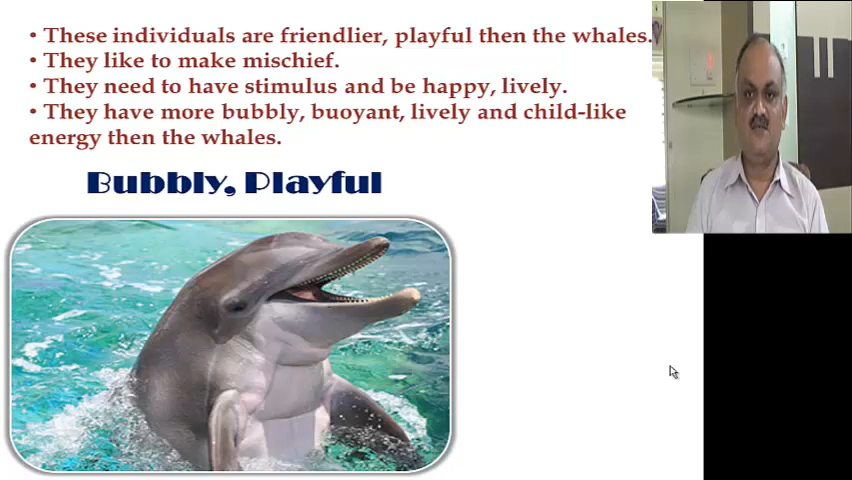 • These individuals are friendlier, playful then the whales.
• They like to make mischief.
• They need to have stimulus and be happy, lively.
• They have more bubbly, buoyant, lively and child-like
energy then the whales.
Bubbly, Playful